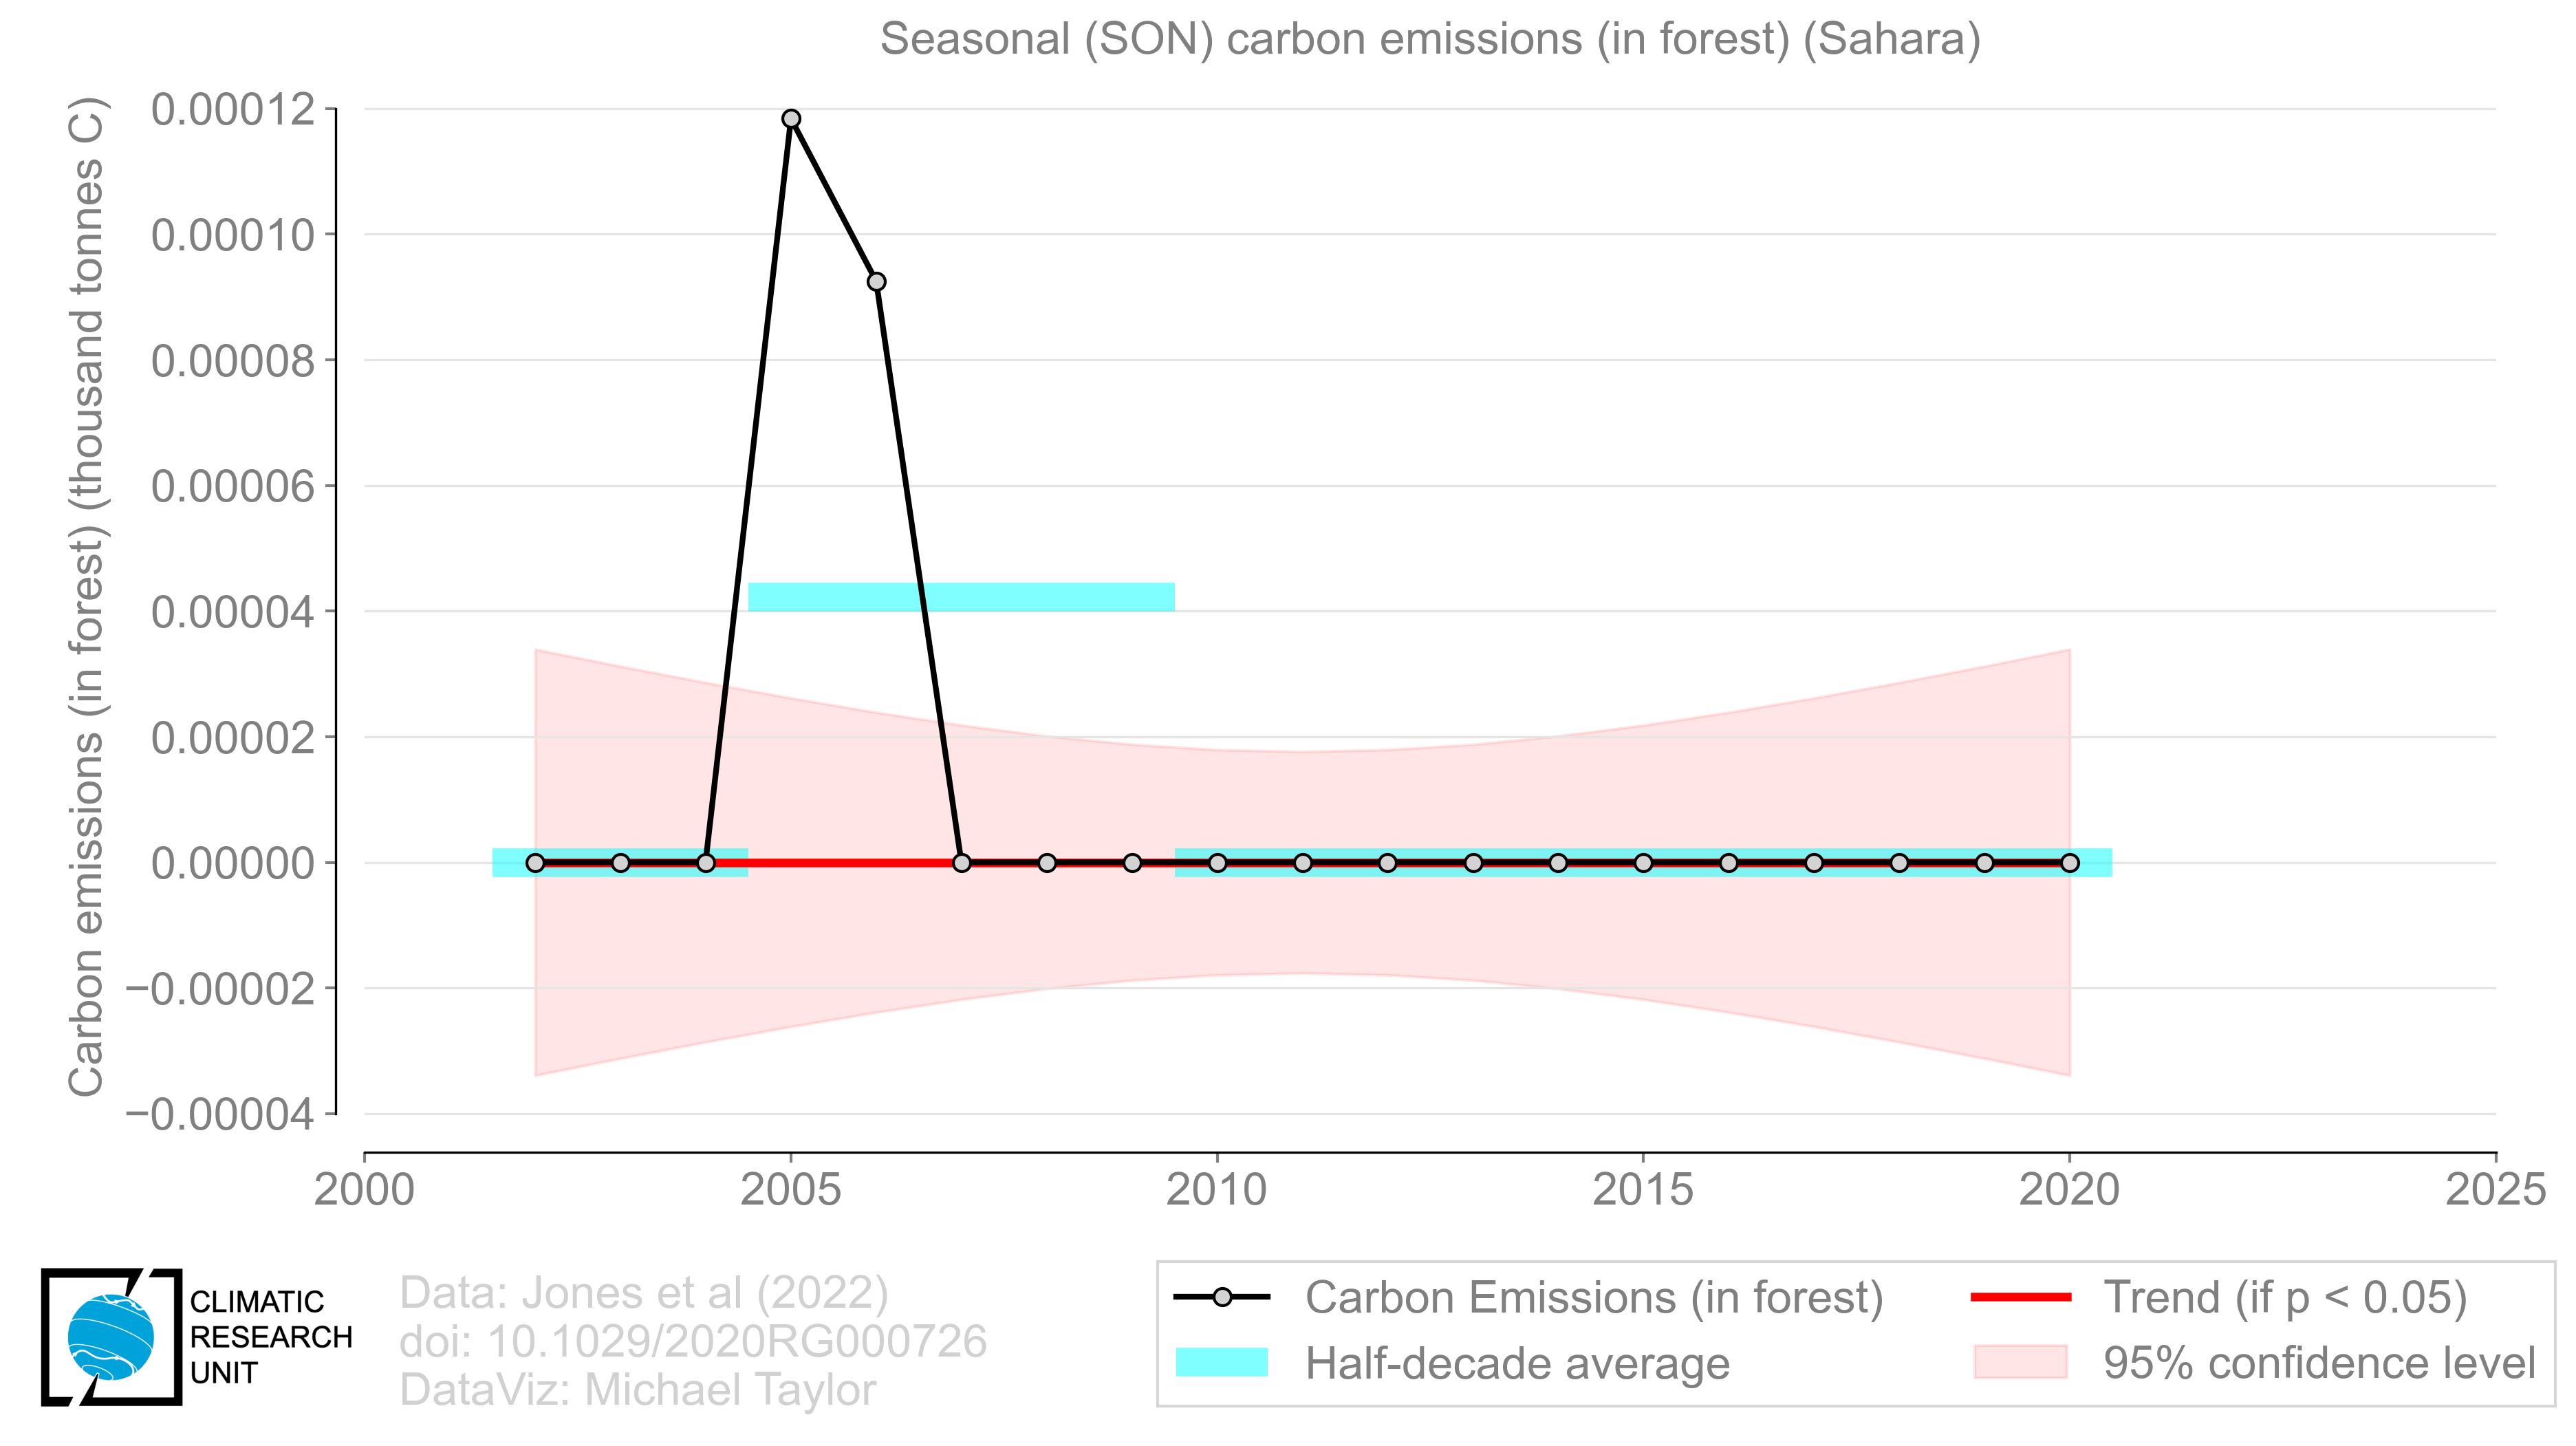 Seasonal (SON) carbon emissions (in forest) (Sahara)
Carbon emissions (in forest) (thousand tonnes C)
0.00012
0.00010
0.00008
0.00006
0.00004
0.00002
0.00000
−0.00002
−0.00004
2000 2005 2010 2015 2020 2025
CLIMATIC
RESEARCH
UNIT
Data: Jones et al (2022)
doi: 10.1029/2020RG000726
DataViz: Michael Taylor
Carbon Emissions (in forest)
Half-decade average
Trend (if p < 0.05)
95% confidence level